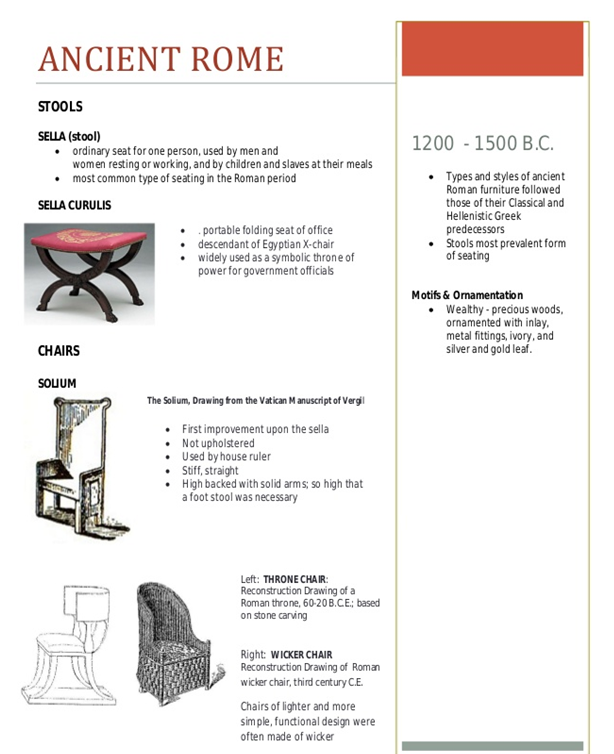 ANCIENT ROME
STOOLS
SELLA (stool)
• ordinary seat for one person, used by men and
women resting or working, and by children and slaves at their meals
• most common type of seating in the Roman period
SELLA CURULIS
• . portable folding seat of office
• descendant of Egyptian X-chair
• widely used as a symbolic throne of
power for government officials
CHAIRS
SOLIUM
The Solium, Drawing from the Vatican Manuscript of Vergil
• First improvement upon the sella
• Not upholstered
• Used by house ruler
• Stiff, straight
• High backed with solid arms; so high that
a foot stool was necessary
Left: THRONE CHAIR:
Reconstruction Drawing of a
Roman throne, 60-20 B.C.E.; based
on stone carving
Right: WICKER CHAIR
Reconstruction Drawing of Roman
wicker chair, third century C.E.
Chairs of lighter and more
simple, functional design were
often made of wicker
1200 - 1500 B.C.
• Types and styles of ancient
Roman furniture followed
those of their Classical and
Hellenistic Greek
predecessors
• Stools most prevalent form
of seating
Motifs & Ornamentation
• Wealthy - precious woods,
ornamented with inlay,
metal fittings, ivory, and
silver and gold leaf.